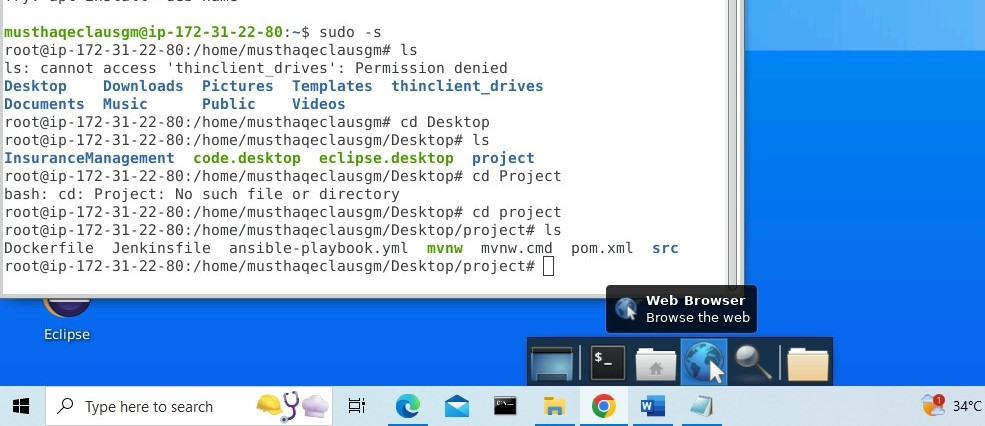 musthaqeclausgm@ip-172-31-22-80:~$ sudo -s
root@ip-172-31-22-80:/home/musthaqeclausgm# ls
ls: cannot access 'thinclient_drives': Permission denied
Desktop    Downloads  Pictures  Templates  thinclient_drives
Documents  Music      Public    Videos
root@ip-172-31-22-80:/home/musthaqeclausgm# cd Desktop
root@ip-172-31-22-80:/home/musthaqeclausgm/Desktop# ls
InsuranceManagement  code.desktop  eclipse.desktop  project
root@ip-172-31-22-80:/home/musthaqeclausgm/Desktop# cd Project
bash: cd: Project: No such file or directory
root@ip-172-31-22-80:/home/musthaqeclausgm/Desktop# cd project
root@ip-172-31-22-80:/home/musthaqeclausgm/Desktop/project# ls
Dockerfile  Jenkinsfile  ansible-playbook.yml  mvnw  mvnw.cmd  pom.xml  src
root@ip-172-31-22-80:/home/musthaqeclausgm/Desktop/project#
Web Browser
Browse the web
Eclipse
$_
Type here to search
1
34°C